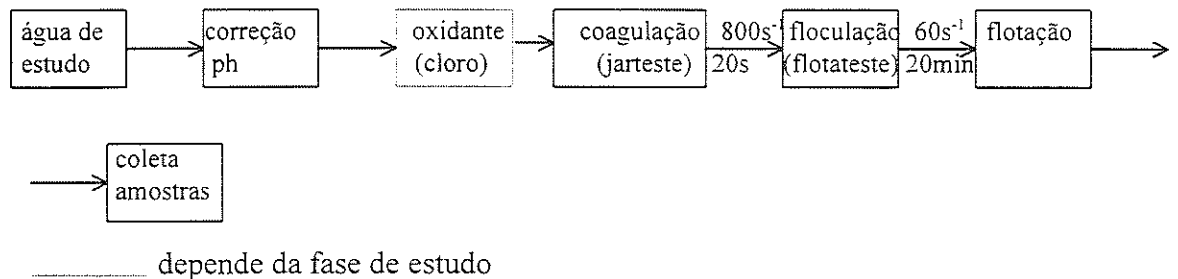 água de estudo
correção ph
oxidante (cloro)
coagulação (jarteste)
800s⁻¹
20s
floculação (flotateste)
60s⁻¹
20min
flotação
coleta amostras
depende da fase de estudo